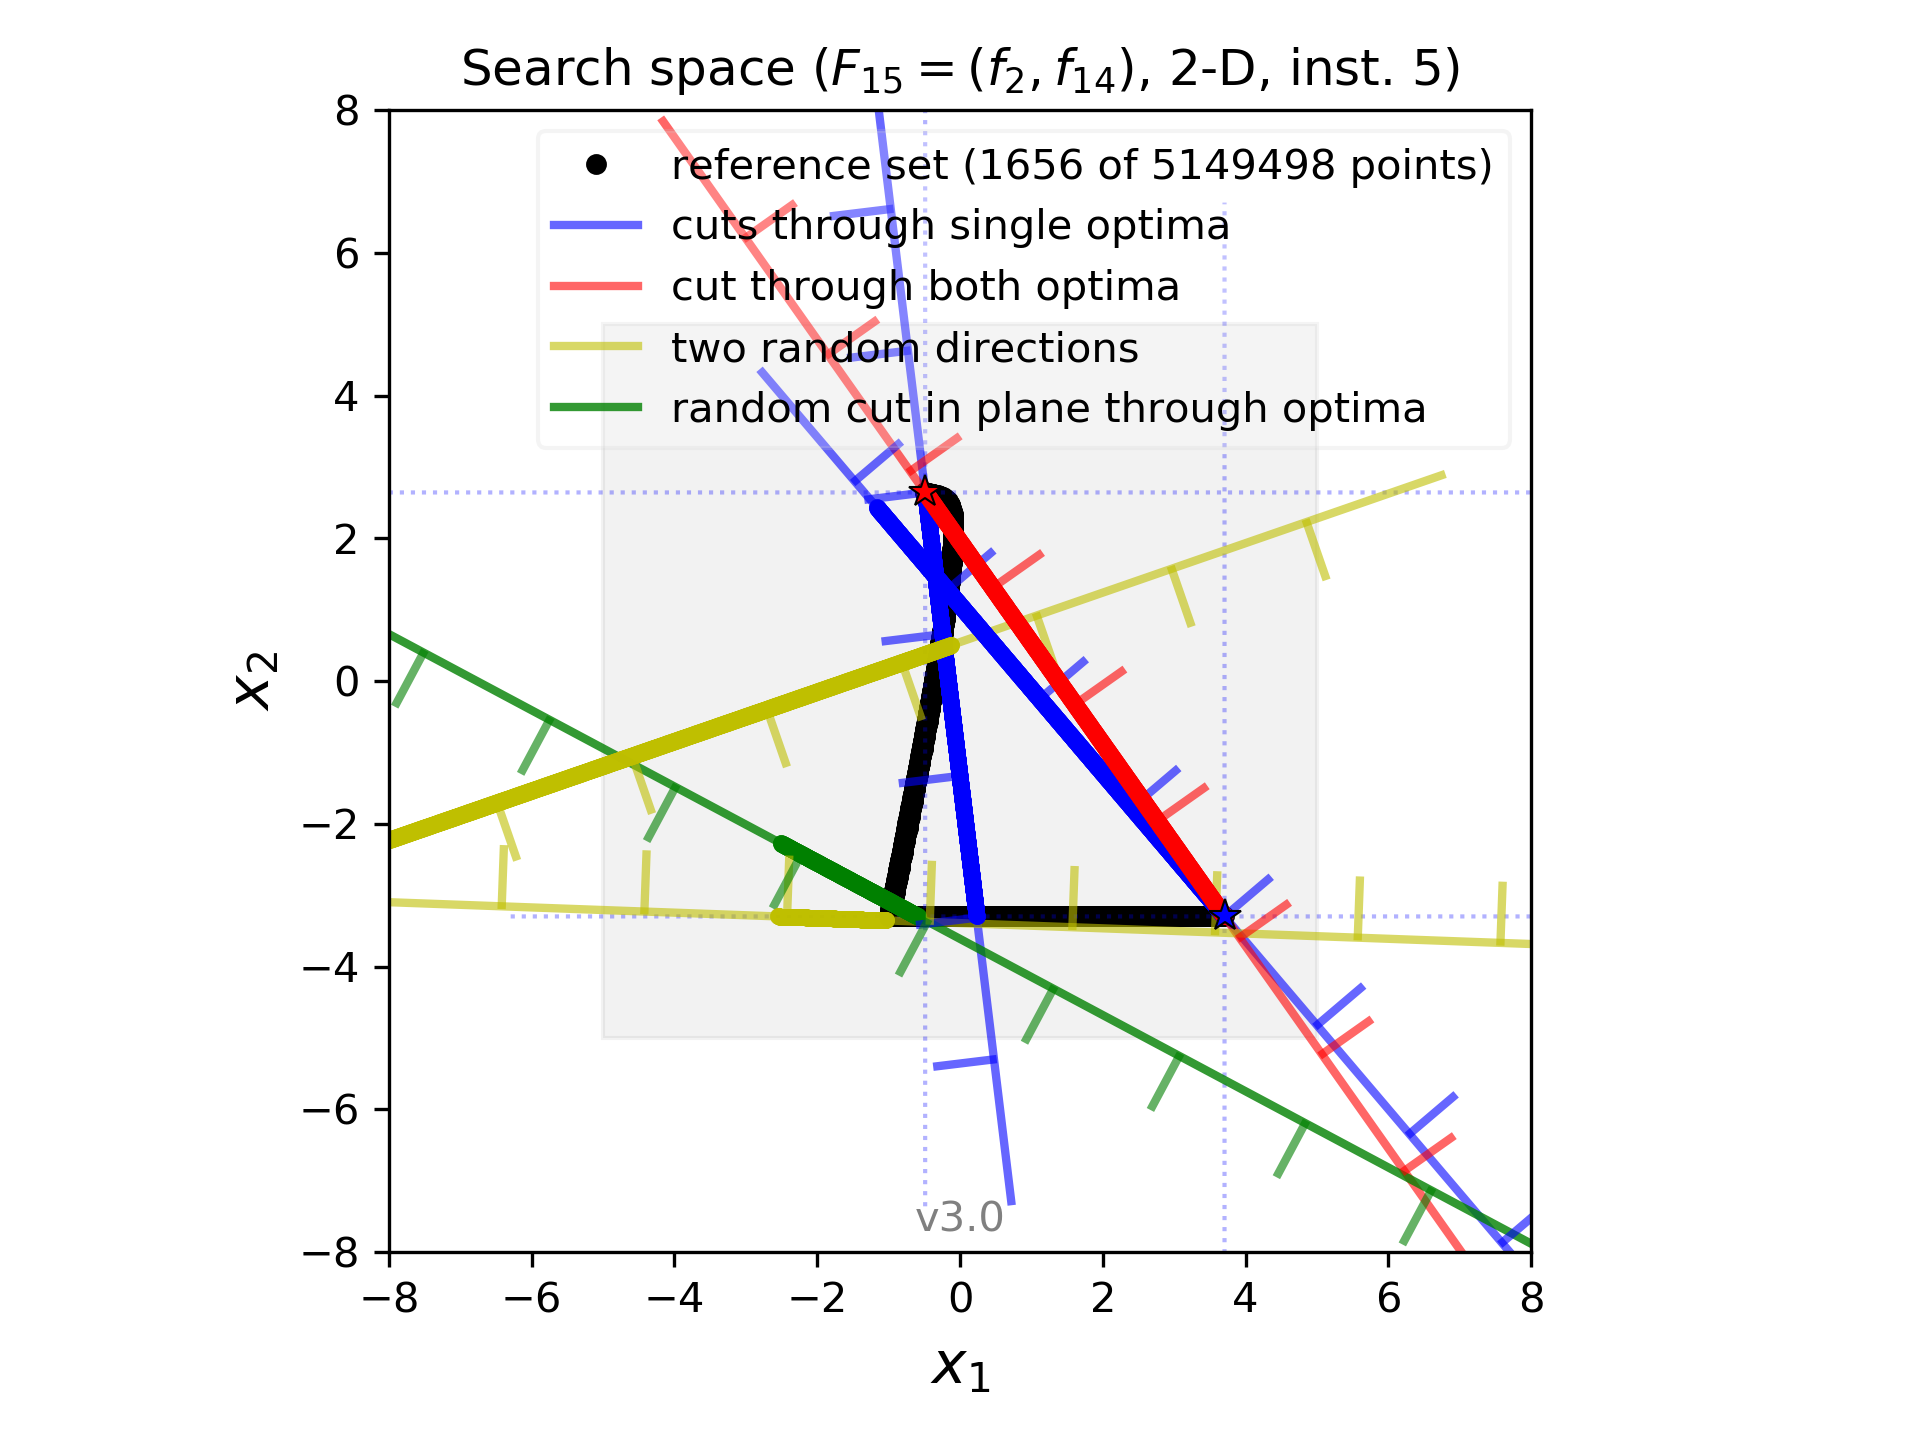 Search space (F15 = (f2, f14), 2-D, inst. 5)
reference set (1656 of 5149498 points)
cuts through single optima
cut through both optima
two random directions
random cut in plane through optima
8
6
4
2
0
−2
−4
−6
−8
x2
v3.0
−8 −6 −4 −2 0 2 4 6 8
x1